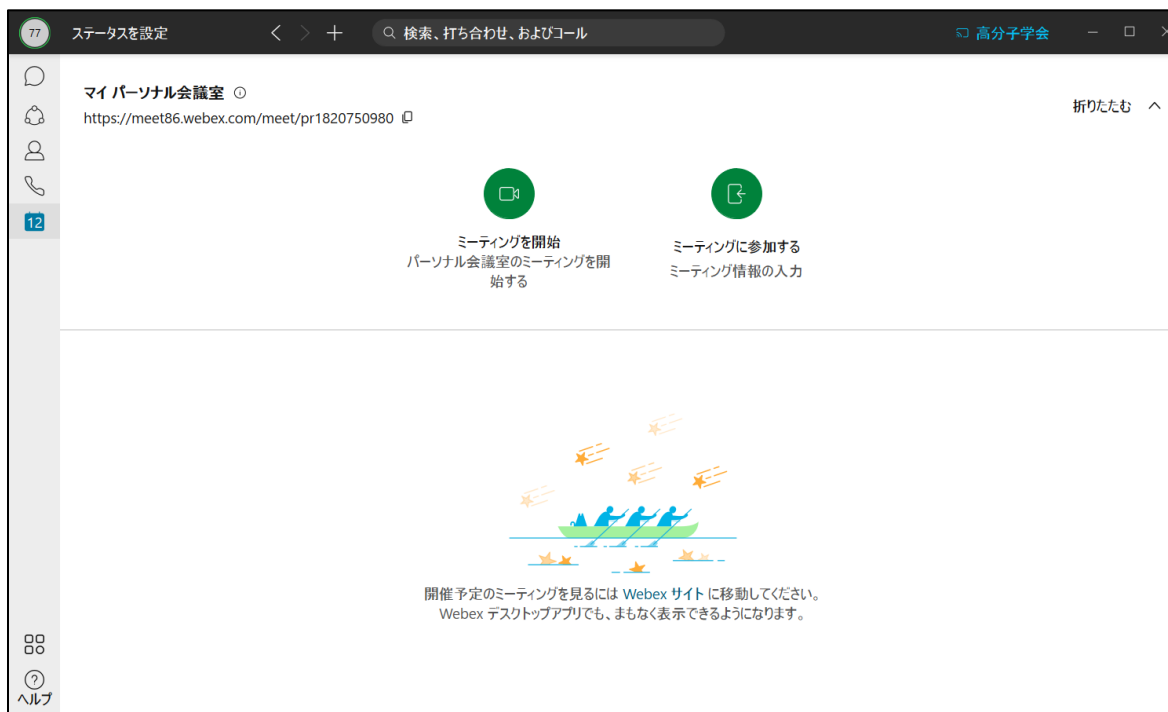 77 ステータスを設定 検索、打ち合わせ、およびコール 高分子学会
マイ パーソナル会議室
https://meet86.webex.com/meet/pr1820750980
折りたたむ
12
ミーティングを開始
パーソナル会議室のミーティングを開
始する
ミーティングに参加する
ミーティング情報の入力
開催予定のミーティングを見るには Webex サイト に移動してください。
Webex デスクトップアプリでも、まもなく表示できるようになります。
ヘルプ